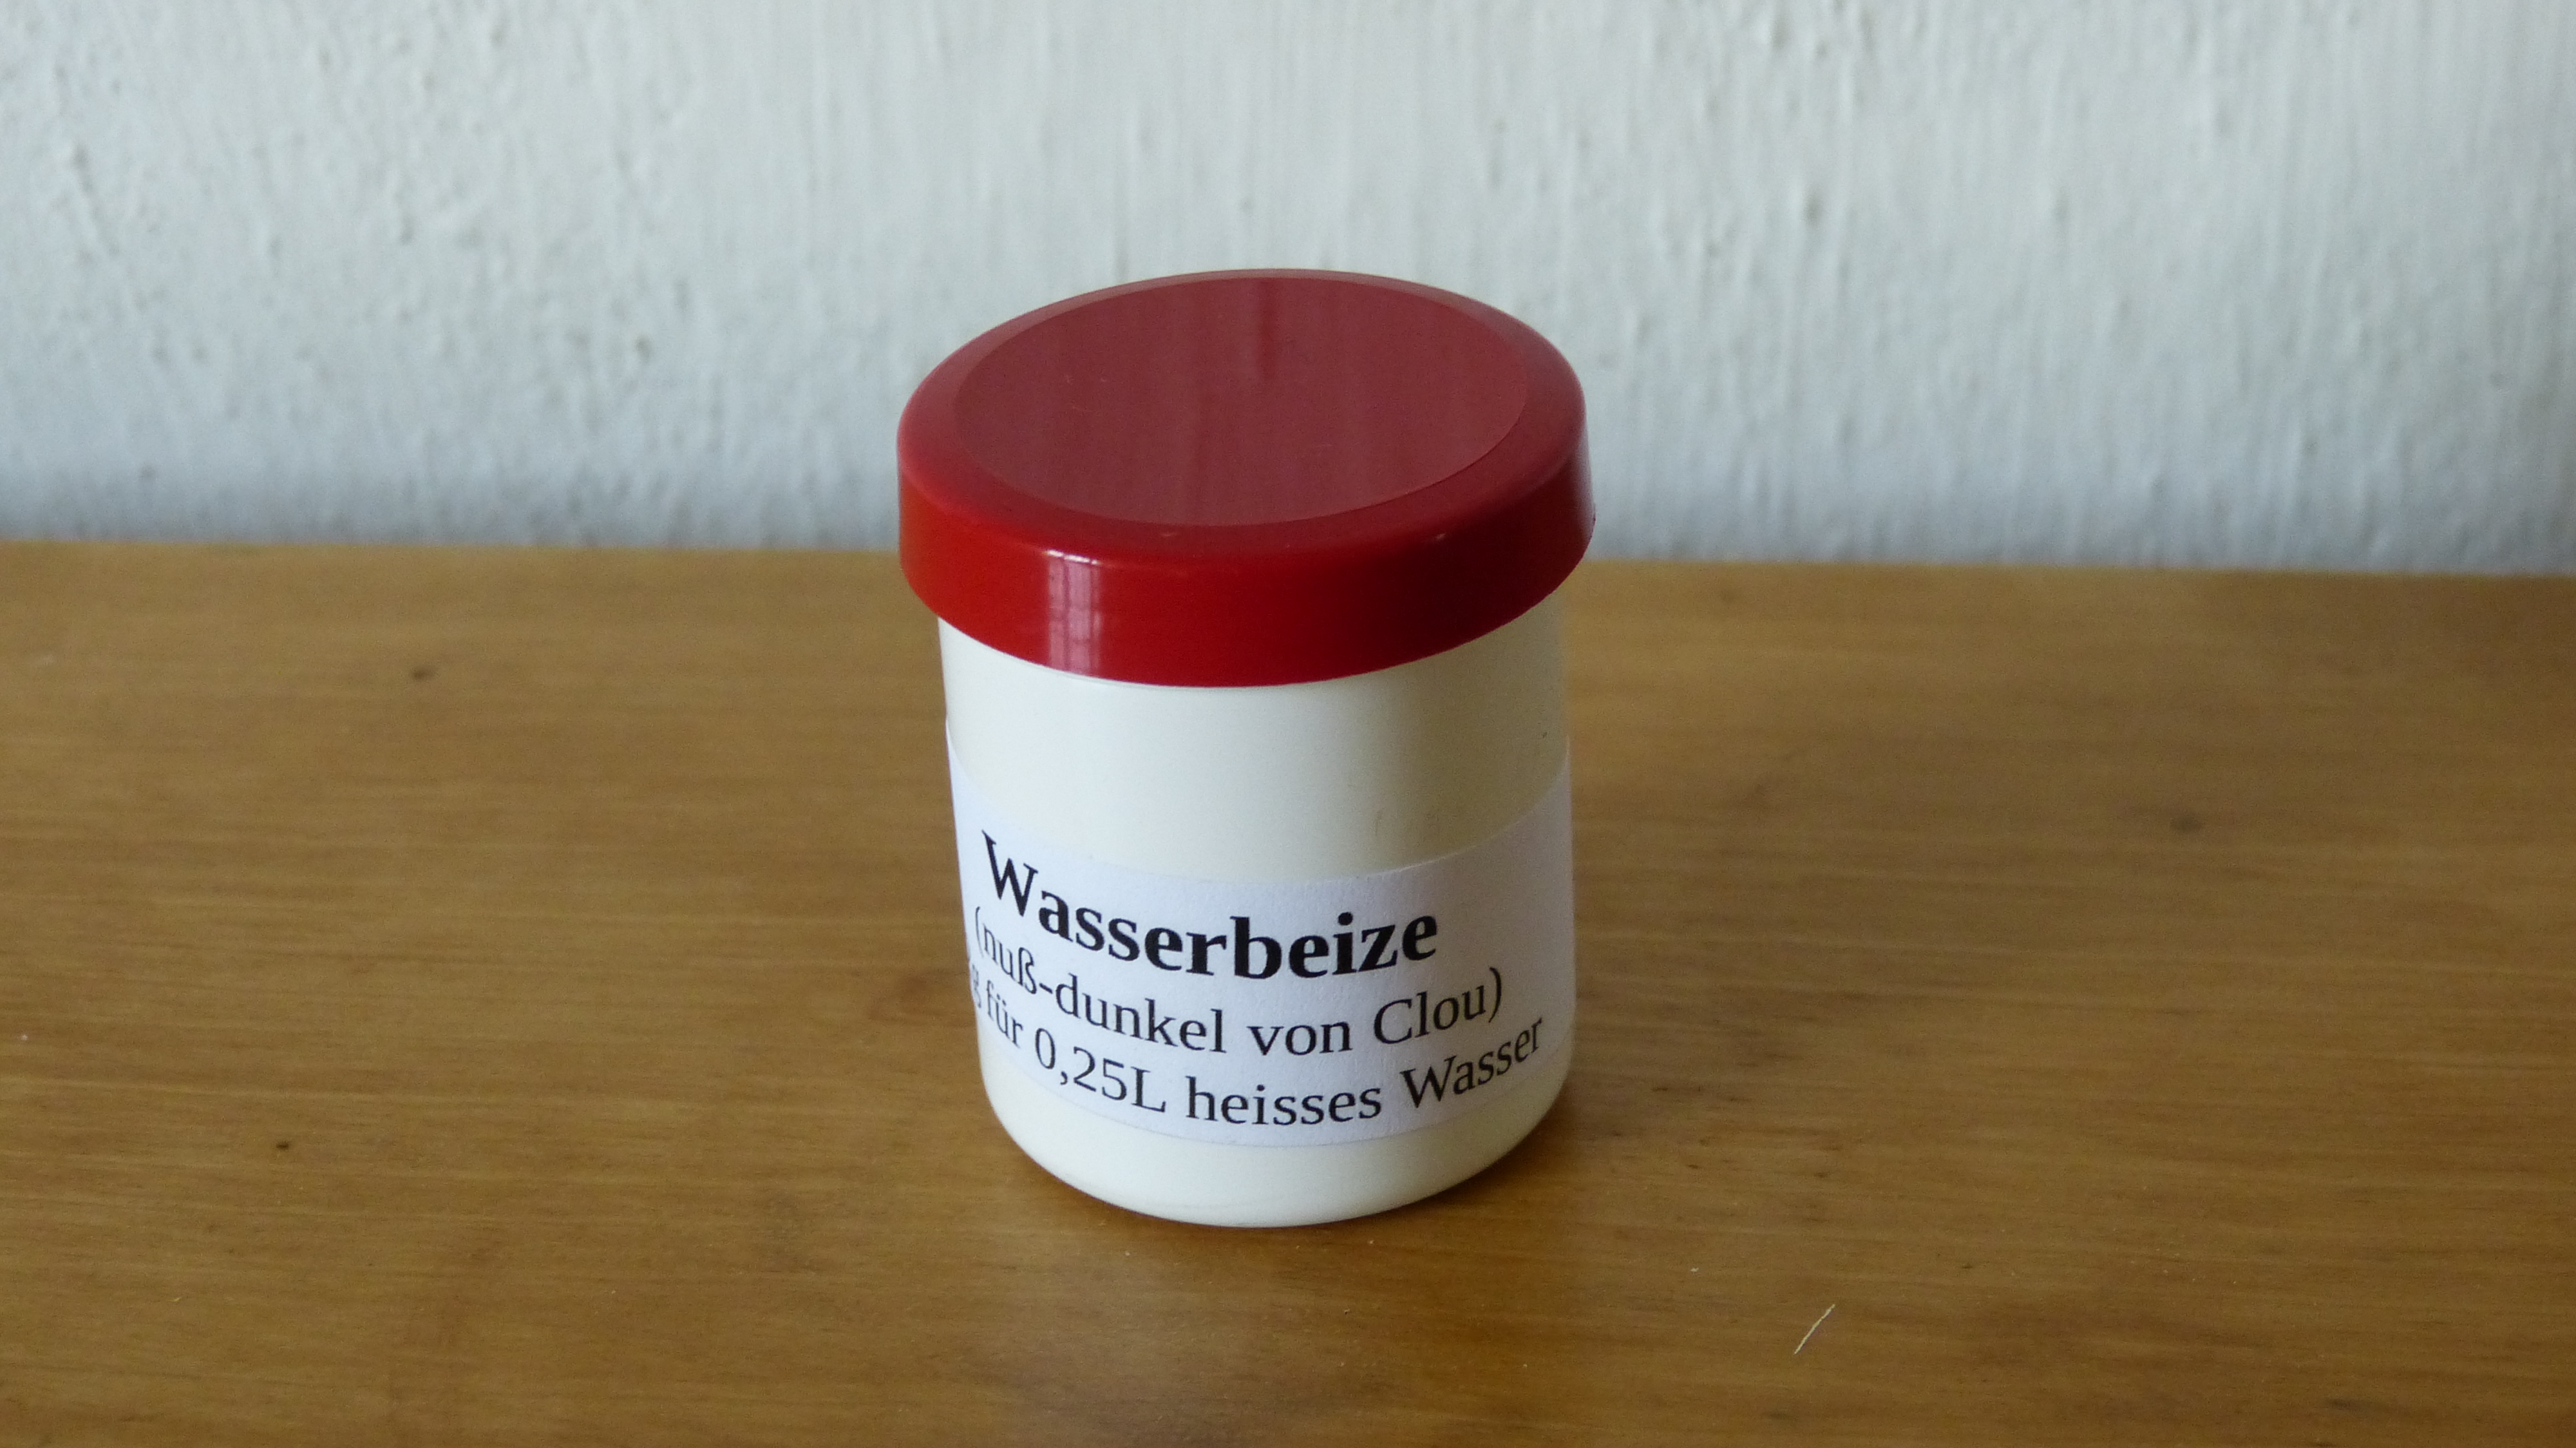 Wasserbeize
(nuß-dunkel von Clou)
g für 0,25L heisses Wasser